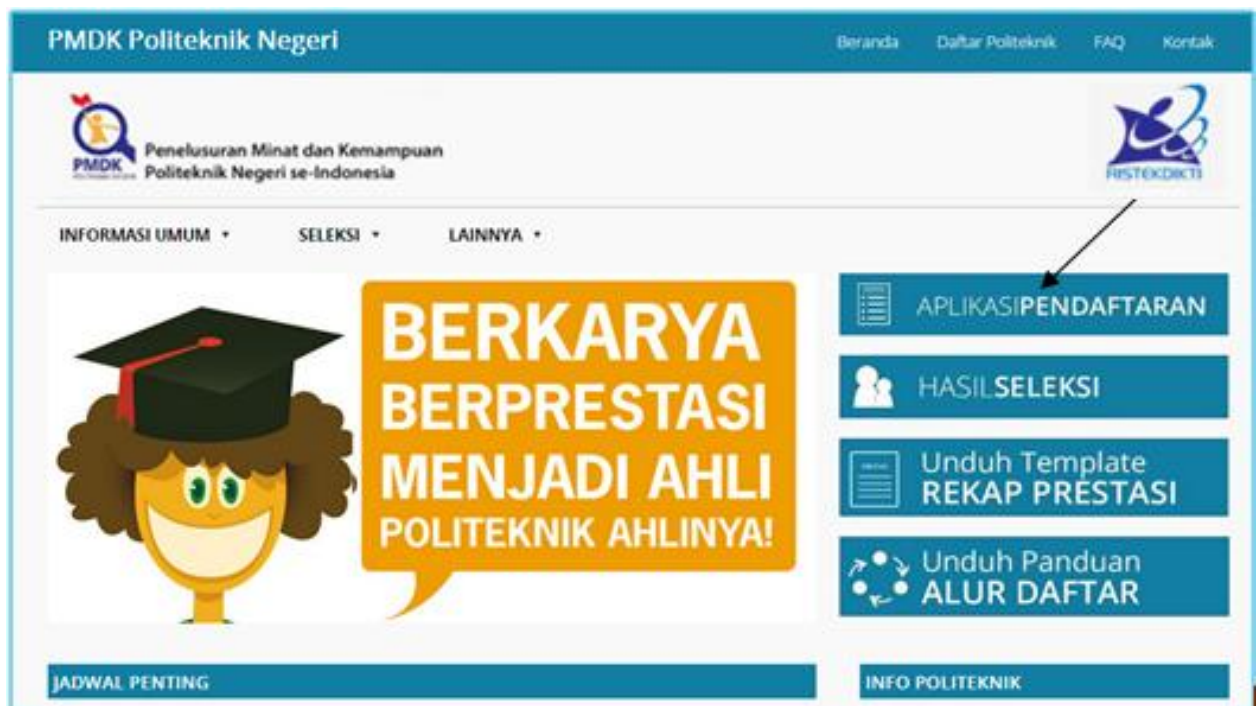 PMDK Politeknik Negeri
Beranda Daftar Politeknik FAQ Kontak
PMDK
Penelusuran Minat dan Kemampuan
Politeknik Negeri se-Indonesia
RISTEKDIKTI
INFORMASI UMUM SELEKSI LAINNYA
BERKARYA
BERPRESTASI
MENJADI AHLI
POLITEKNIK AHLINYA!
APLIKASIPENDAFTARAN
HASILSELEKSI
Unduh Template
REKAP PRESTASI
Unduh Panduan
ALUR DAFTAR
JADWAL PENTING
INFO POLITEKNIK